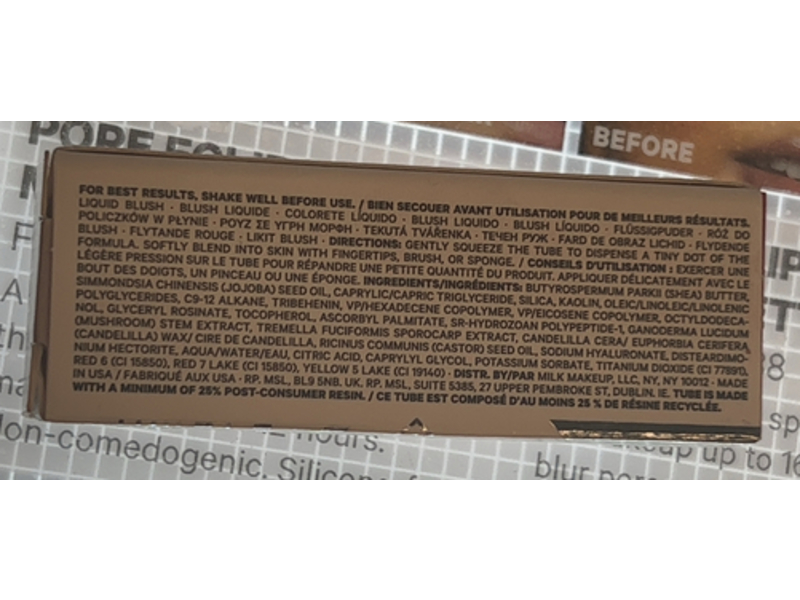 PORE
BEFORE
FOR BEST RESULTS, SHAKE WELL BEFORE USE. / BIEN SECOUER AVANT UTILISATION POUR DE MEILLEURS RÉSULTATS.
LIQUID BLUSH · BLUSH LIQUIDE · COLORETE LÍQUIDO · BLUSH LIQUIDO · FLÜSSIGPUDER · RÓŻ DO
POLICZKÓW W PŁYNIE · ΡΟΥΖ ΣΕ ΥΓΡΗ ΜΟΡΦΗ · TEKUTÁ TVÁŘENKA · ТЕЧЕН РУЖ · FARD DE OBRAZ LICHID · FLYDENDE
BLUSH · FLYTANDE ROUGE · LIKIT BLUSH · DIRECTIONS: GENTLY SQUEEZE THE TUBE TO DISPENSE A TINY DOT OF THE
FORMULA. SOFTLY BLEND INTO SKIN WITH FINGERTIPS, BRUSH, OR SPONGE. / CONSEILS D'UTILISATION : EXERCER UNE
LÉGÈRE PRESSION SUR LE TUBE POUR RÉPANDRE UNE PETITE QUANTITÉ DU PRODUIT. APPLIQUER DÉLICATEMENT AVEC LE
BOUT DES DOIGTS, UN PINCEAU OU UNE ÉPONGE. INGREDIENTS/INGRÉDIENTS: BUTYROSPERMUM PARKII (SHEA) BUTTER,
SIMMONDSIA CHINENSIS (JOJOBA) SEED OIL, CAPRYLIC/CAPRIC TRIGLYCERIDE, SILICA, KAOLIN, OLEIC/LINOLEIC/LINOLENIC
POLYGLYCERIDES, C9-12 ALKANE, TRIBEHENIN, VP/HEXADECENE COPOLYMER, VP/EICOSENE COPOLYMER, OCTYLDODECA-
NOL, GLYCERYL ROSINATE, TOCOPHEROL, ASCORBYL PALMITATE, SR-HYDROZOAN POLYPEPTIDE-1, GANODERMA LUCIDUM
(MUSHROOM) STEM EXTRACT, TREMELLA FUCIFORMIS SPOROCARP EXTRACT, CANDELILLA CERA/ EUPHORBIA CERIFERA
(CANDELILLA) WAX/ CIRE DE CANDELILLA, RICINUS COMMUNIS (CASTOR) SEED OIL, SODIUM HYALURONATE, DISTEARDIMO-
NIUM HECTORITE, AQUA/WATER/EAU, CITRIC ACID, CAPRYLYL GLYCOL, POTASSIUM SORBATE, TITANIUM DIOXIDE (CI 77891),
RED 6 (CI 15850), RED 7 LAKE (CI 15850), YELLOW 5 LAKE (CI 19140) · DISTR. BY/PAR MILK MAKEUP, LLC, NY, NY 10012 · MADE
IN USA / FABRIQUÉ AUX USA · RP. MSL, BL9 5NB, UK, RP. MSL, SUITE 5385, 27 UPPER PEMBROKE ST, DUBLIN, IE. TUBE IS MADE
WITH A MINIMUM OF 25% POST-CONSUMER RESIN. / CE TUBE EST COMPOSÉ D'AU MOINS 25 % DE RÉSINE RECYCLÉE.
hours.
up to 16
on-comedogenic.
blur